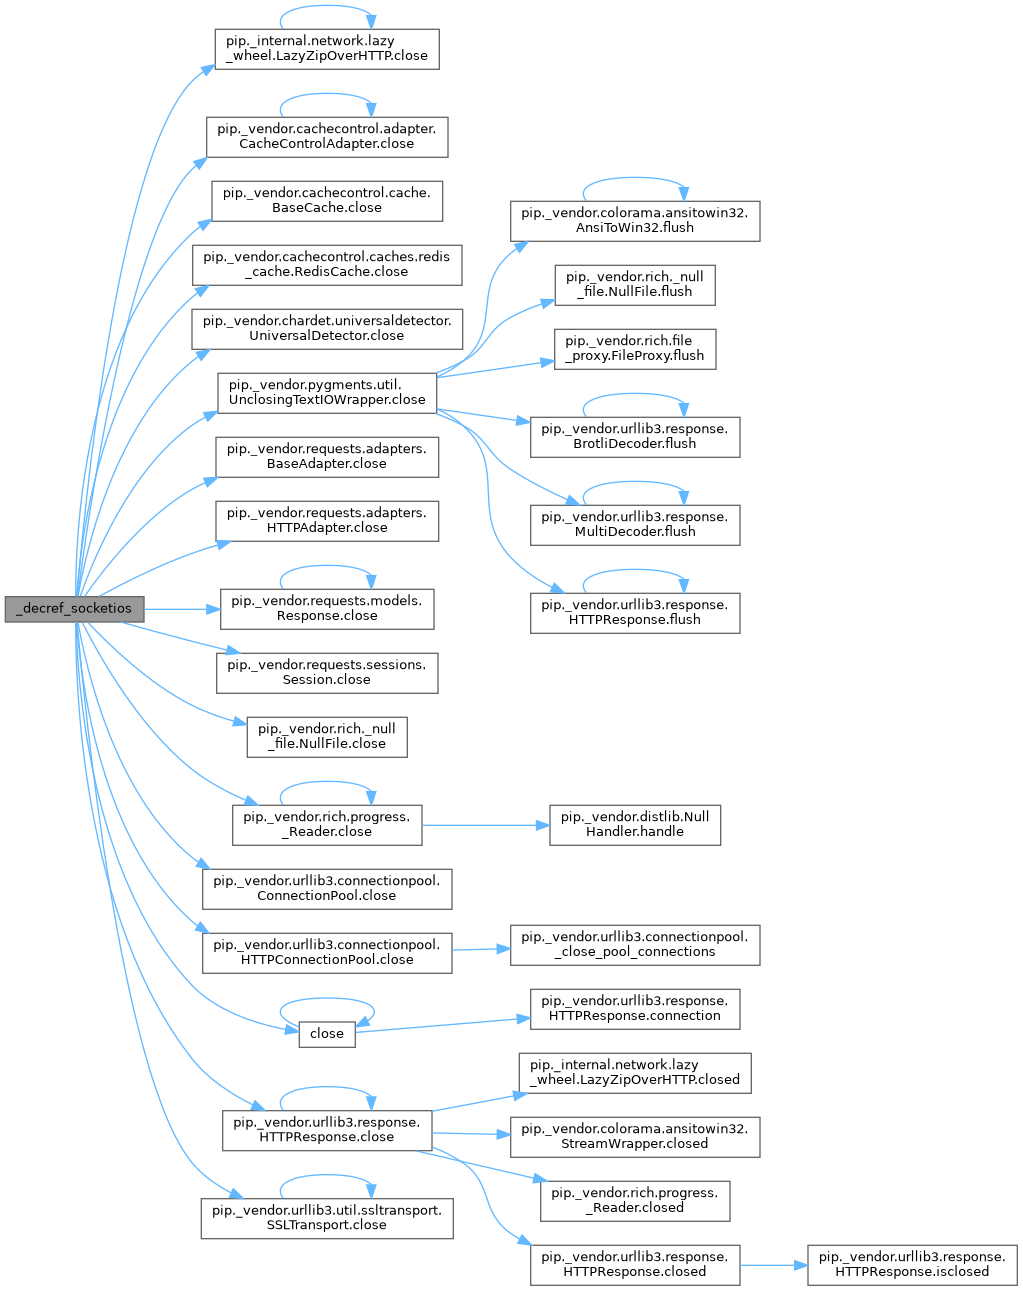 pip._internal.network.lazy
_wheel.LazyZipOverHTTP.close
pip._vendor.cachecontrol.adapter.
CacheControlAdapter.close
pip._vendor.cachecontrol.cache.
BaseCache.close
pip._vendor.cachecontrol.caches.redis
_cache.RedisCache.close
pip._vendor.chardet.universaldetector.
UniversalDetector.close
pip._vendor.pygments.util.
UnclosingTextIOWrapper.close
pip._vendor.requests.adapters.
BaseAdapter.close
pip._vendor.requests.adapters.
HTTPAdapter.close
_decref_socketios
pip._vendor.requests.models.
Response.close
pip._vendor.requests.sessions.
Session.close
pip._vendor.rich._null
_file.NullFile.close
pip._vendor.rich.progress.
_Reader.close
pip._vendor.urllib3.connectionpool.
ConnectionPool.close
pip._vendor.urllib3.connectionpool.
HTTPConnectionPool.close
close
pip._vendor.urllib3.response.
HTTPResponse.close
pip._vendor.urllib3.util.ssltransport.
SSLTransport.close
pip._vendor.colorama.ansitowin32.
AnsiToWin32.flush
pip._vendor.rich._null
_file.NullFile.flush
pip._vendor.rich.file
_proxy.FileProxy.flush
pip._vendor.urllib3.response.
BrotliDecoder.flush
pip._vendor.urllib3.response.
MultiDecoder.flush
pip._vendor.urllib3.response.
HTTPResponse.flush
pip._vendor.distlib.Null
Handler.handle
pip._vendor.urllib3.connectionpool.
_close_pool_connections
pip._vendor.urllib3.response.
HTTPResponse.connection
pip._internal.network.lazy
_wheel.LazyZipOverHTTP.closed
pip._vendor.colorama.ansitowin32.
StreamWrapper.closed
pip._vendor.rich.progress.
_Reader.closed
pip._vendor.urllib3.response.
HTTPResponse.closed
pip._vendor.urllib3.response.
HTTPResponse.isclosed